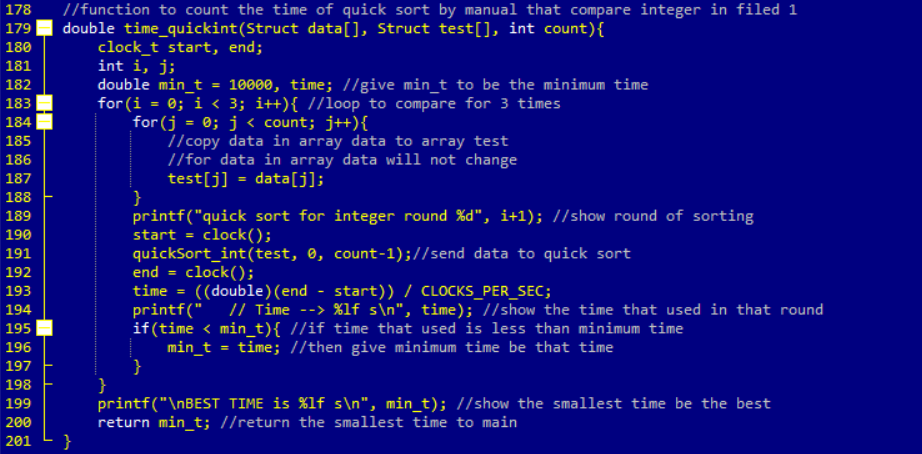 178 //function to count the time of quick sort by manual that compare integer in filed 1
179 double time_quickint(Struct data[], Struct test[], int count){
180     clock_t start, end;
181     int i, j;
182     double min_t = 10000, time; //give min_t to be the minimum time
183     for(i = 0; i < 3; i++){ //loop to compare for 3 times
184         for(j = 0; j < count; j++){
185             //copy data in array data to array test
186             //for data in array data will not change
187             test[j] = data[j];
188         }
189         printf("quick sort for integer round %d", i+1); //show round of sorting
190         start = clock();
191         quickSort_int(test, 0, count-1);//send data to quick sort
192         end = clock();
193         time = ((double)(end - start)) / CLOCKS_PER_SEC;
194         printf("   // Time --> %lf s\n", time); //show the time that used in that round
195         if(time < min_t){ //if time that used is less than minimum time
196             min_t = time; //then give minimum time be that time
197         }
198     }
199     printf("\nBEST TIME is %lf s\n", min_t); //show the smallest time be the best
200     return min_t; //return the smallest time to main
201 }